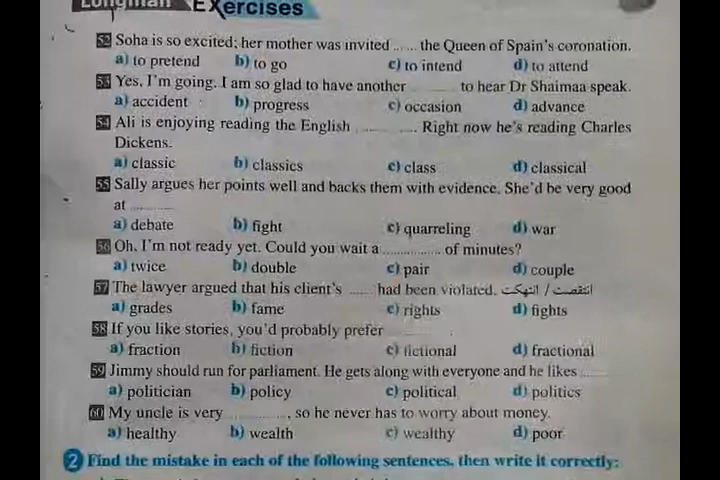 Longman EXercises
52 Soha is so excited; her mother was invited ...... the Queen of Spain's coronation.
a) to pretend b) to go c) to intend d) to attend
53 Yes, I'm going. I am so glad to have another ............ to hear Dr Shaimaa speak.
a) accident b) progress c) occasion d) advance
54 Ali is enjoying reading the English ............ . Right now he's reading Charles
Dickens.
a) classic b) classics c) class d) classical
55 Sally argues her points well and backs them with evidence. She'd be very good
at ............
a) debate b) fight c) quarreling d) war
56 Oh, I'm not ready yet. Could you wait a ............... of minutes?
a) twice b) double c) pair d) couple
57 The lawyer argued that his client's ...... had been violated. انتقصت / انتهكت
a) grades b) fame c) rights d) fights
58 If you like stories, you'd probably prefer ............ .
a) fraction b) fiction c) fictional d) fractional
59 Jimmy should run for parliament. He gets along with everyone and he likes ......
a) politician b) policy c) political d) politics
60 My uncle is very ............, so he never has to worry about money.
a) healthy b) wealth c) wealthy d) poor
2 Find the mistake in each of the following sentences, then write it correctly: